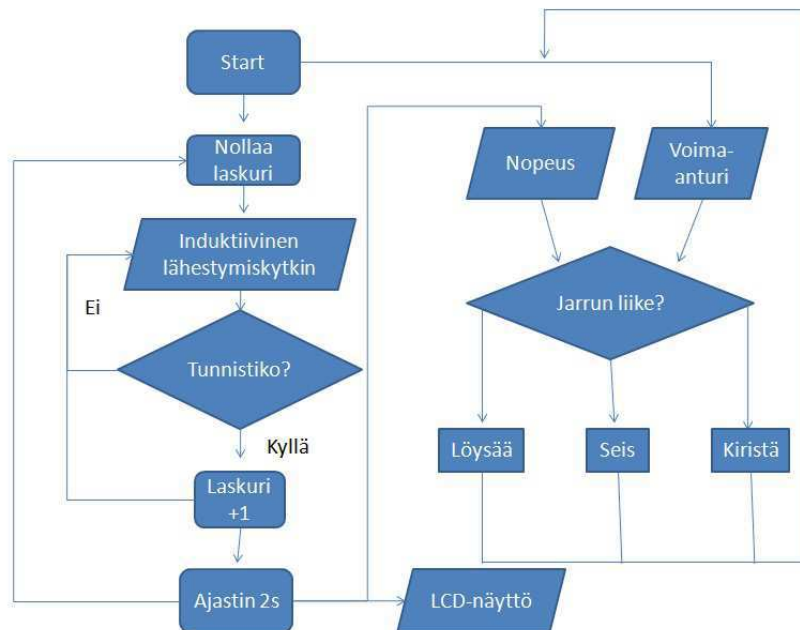 Start
Nollaa
laskuri
Induktiivinen
lähestymiskytkin
Ei
Tunnistiko?
Kyllä
Laskuri
+1
Ajastin 2s
LCD-näyttö
Nopeus
Voima-
anturi
Jarrun liike?
Löysää
Seis
Kiristä